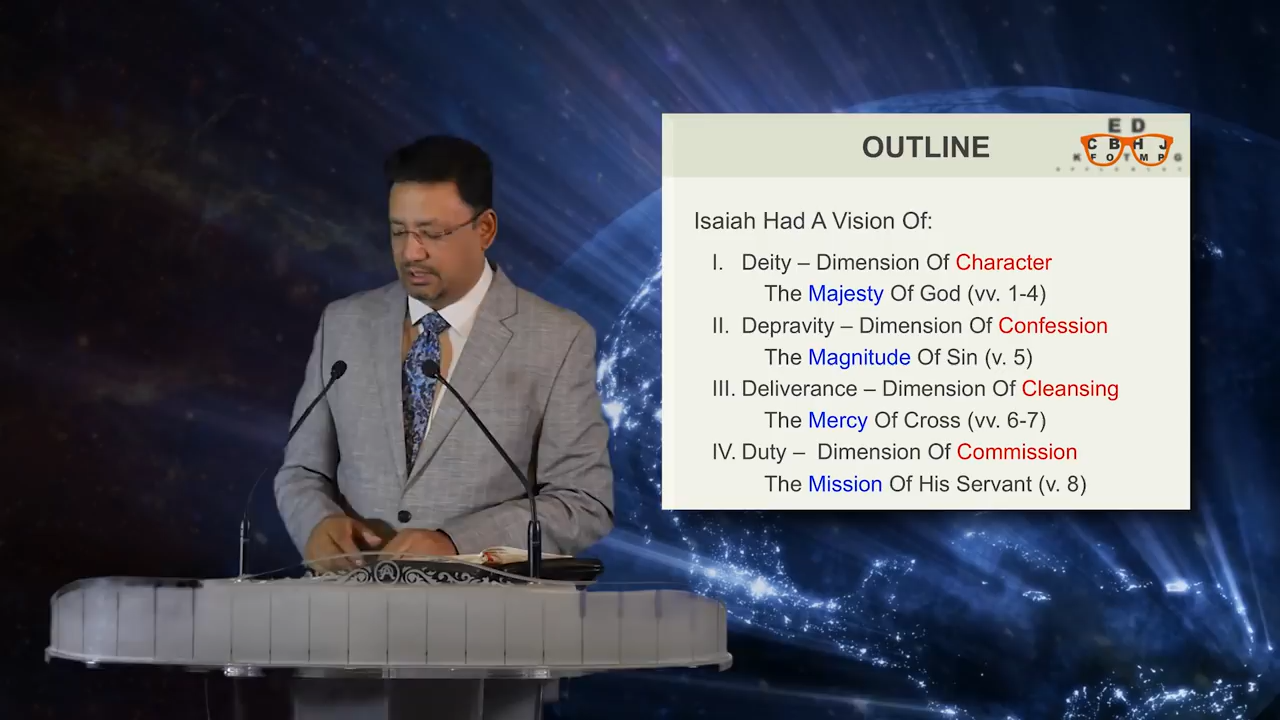 OUTLINE
E D
C B H J
K F O T M P G
Isaiah Had A Vision Of:
I. Deity – Dimension Of Character
The Majesty Of God (vv. 1-4)
II. Depravity – Dimension Of Confession
The Magnitude Of Sin (v. 5)
III. Deliverance – Dimension Of Cleansing
The Mercy Of Cross (vv. 6-7)
IV. Duty – Dimension Of Commission
The Mission Of His Servant (v. 8)